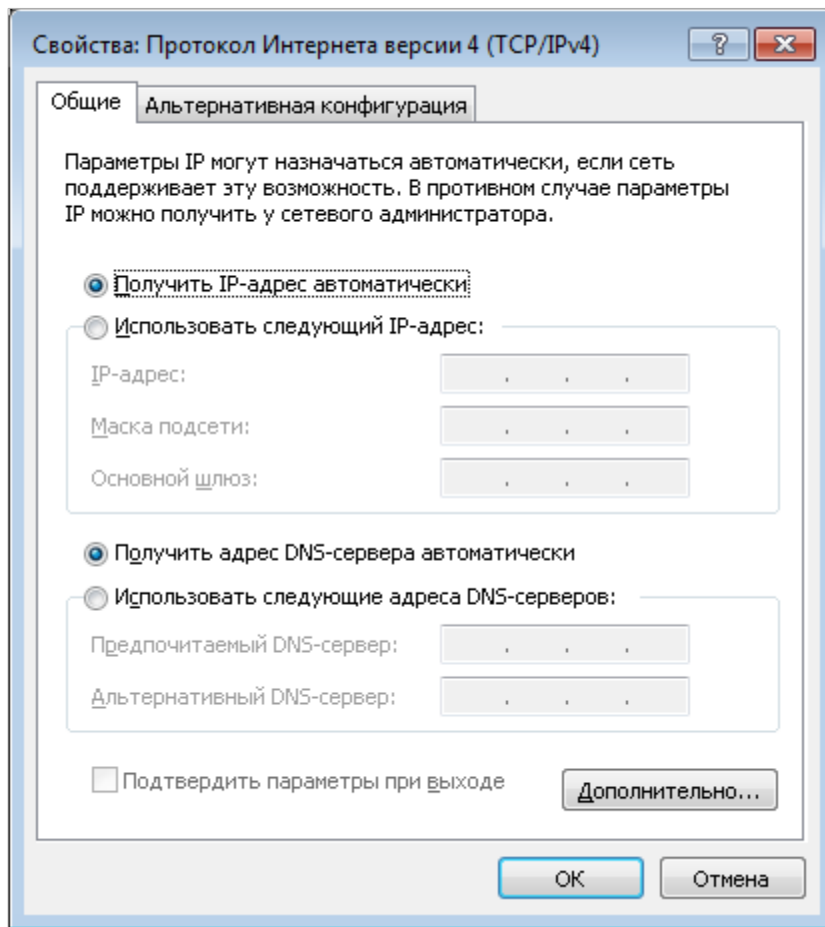 Свойства: Протокол Интернета версии 4 (TCP/IPv4)
Общие
Альтернативная конфигурация
Параметры IP могут назначаться автоматически, если сеть
поддерживает эту возможность. В противном случае параметры
IP можно получить у сетевого администратора.
Получить IP-адрес автоматически
Использовать следующий IP-адрес:
IP-адрес:
Маска подсети:
Основной шлюз:
Получить адрес DNS-сервера автоматически
Использовать следующие адреса DNS-серверов:
Предпочитаемый DNS-сервер:
Альтернативный DNS-сервер:
Подтвердить параметры при выходе
Дополнительно...
ОК
Отмена